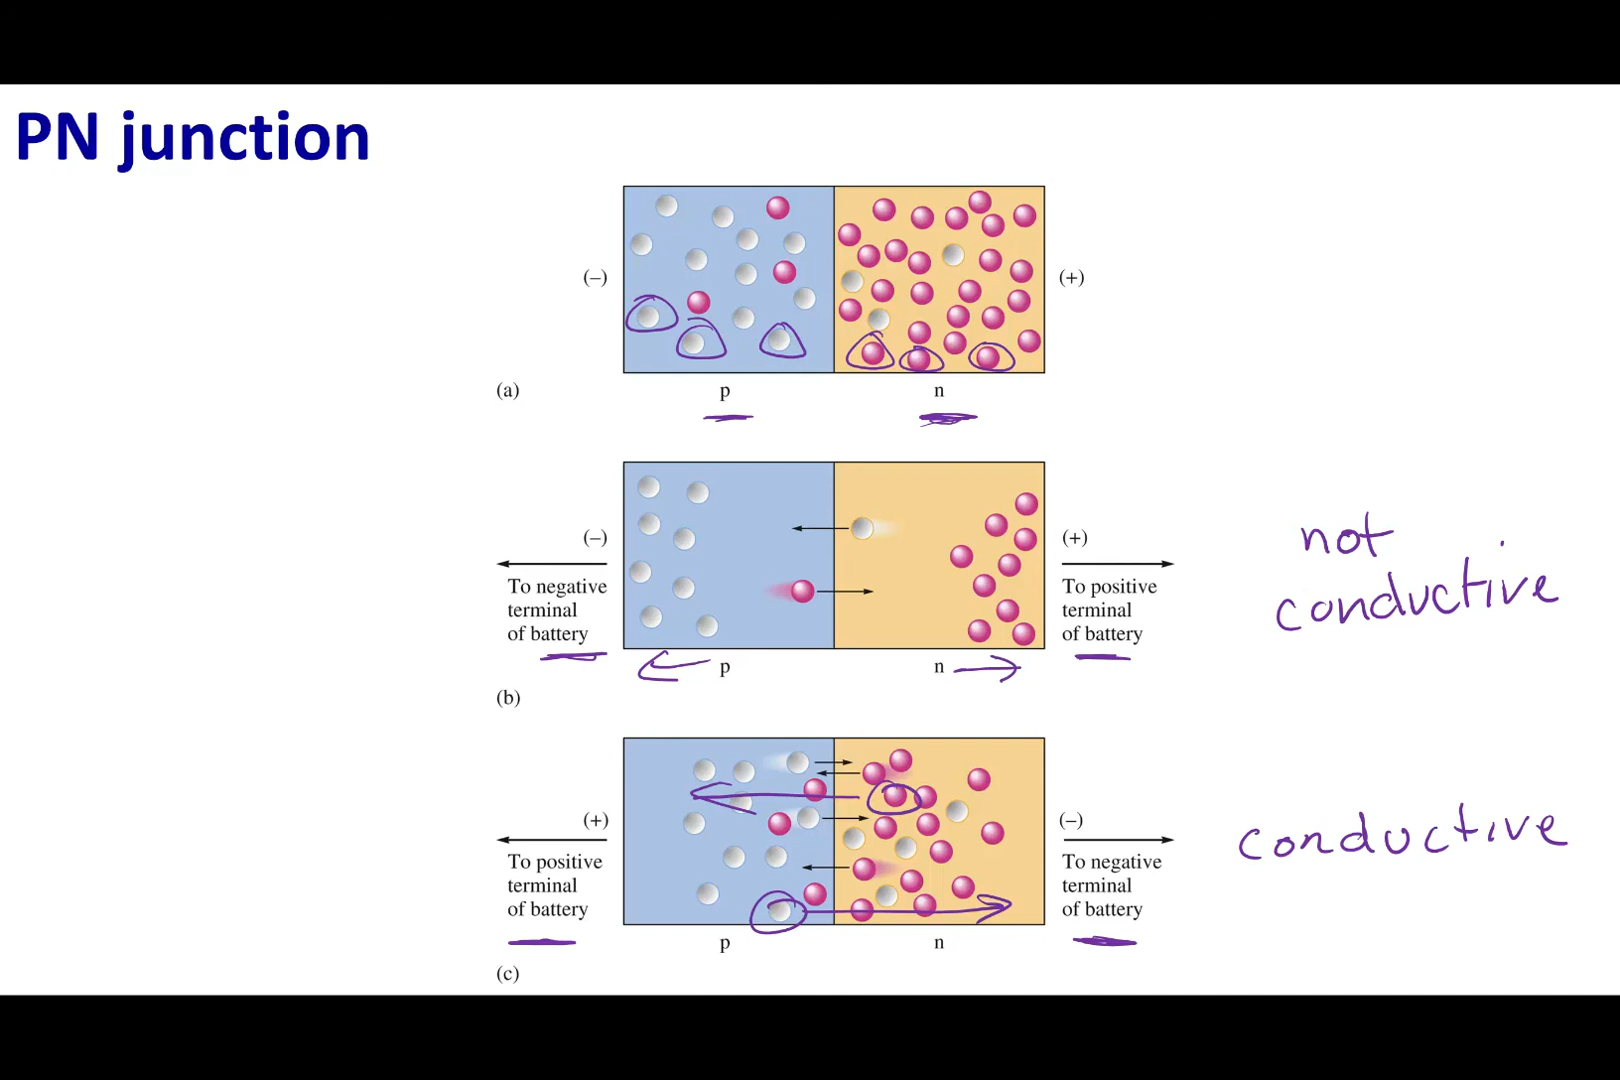 PN junction
(–)
(+)
(a)
p
n
(–)
To negative
terminal
of battery
(+)
To positive
terminal
of battery
not
conductive
p
n
(b)
(+)
To positive
terminal
of battery
(–)
To negative
terminal
of battery
conductive
p
n
(c)